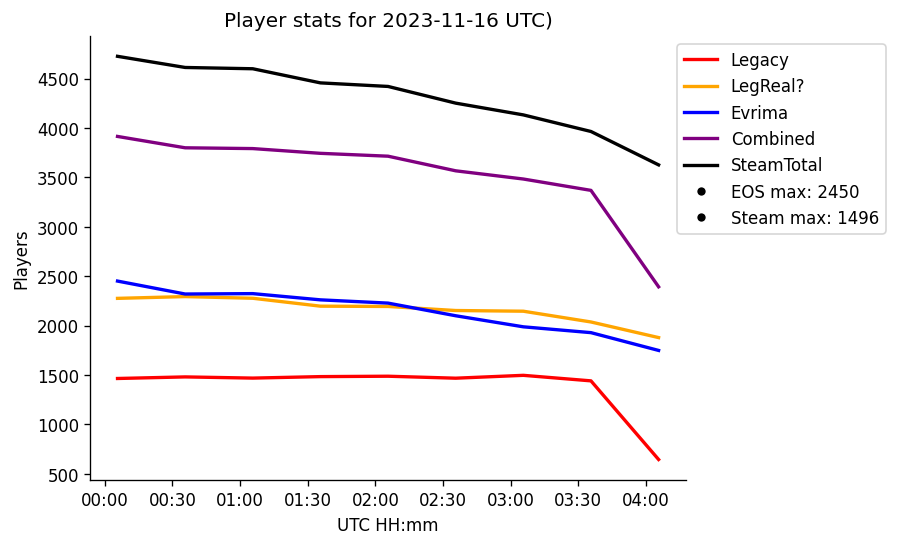 Player stats for 2023-11-16 UTC)
Legacy
LegReal?
Evrima
Combined
SteamTotal
EOS max: 2450
Steam max: 1496
Players
4500
4000
3500
3000
2500
2000
1500
1000
500
00:00 00:30 01:00 01:30 02:00 02:30 03:00 03:30 04:00
UTC HH:mm